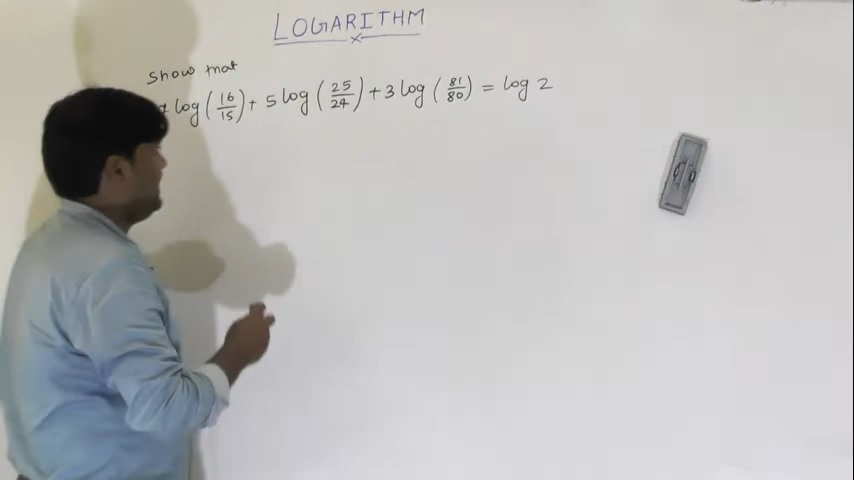 LOGARITHM
Show that
log (16/15) + 5 log (25/24) + 3 log (81/80) = log 2